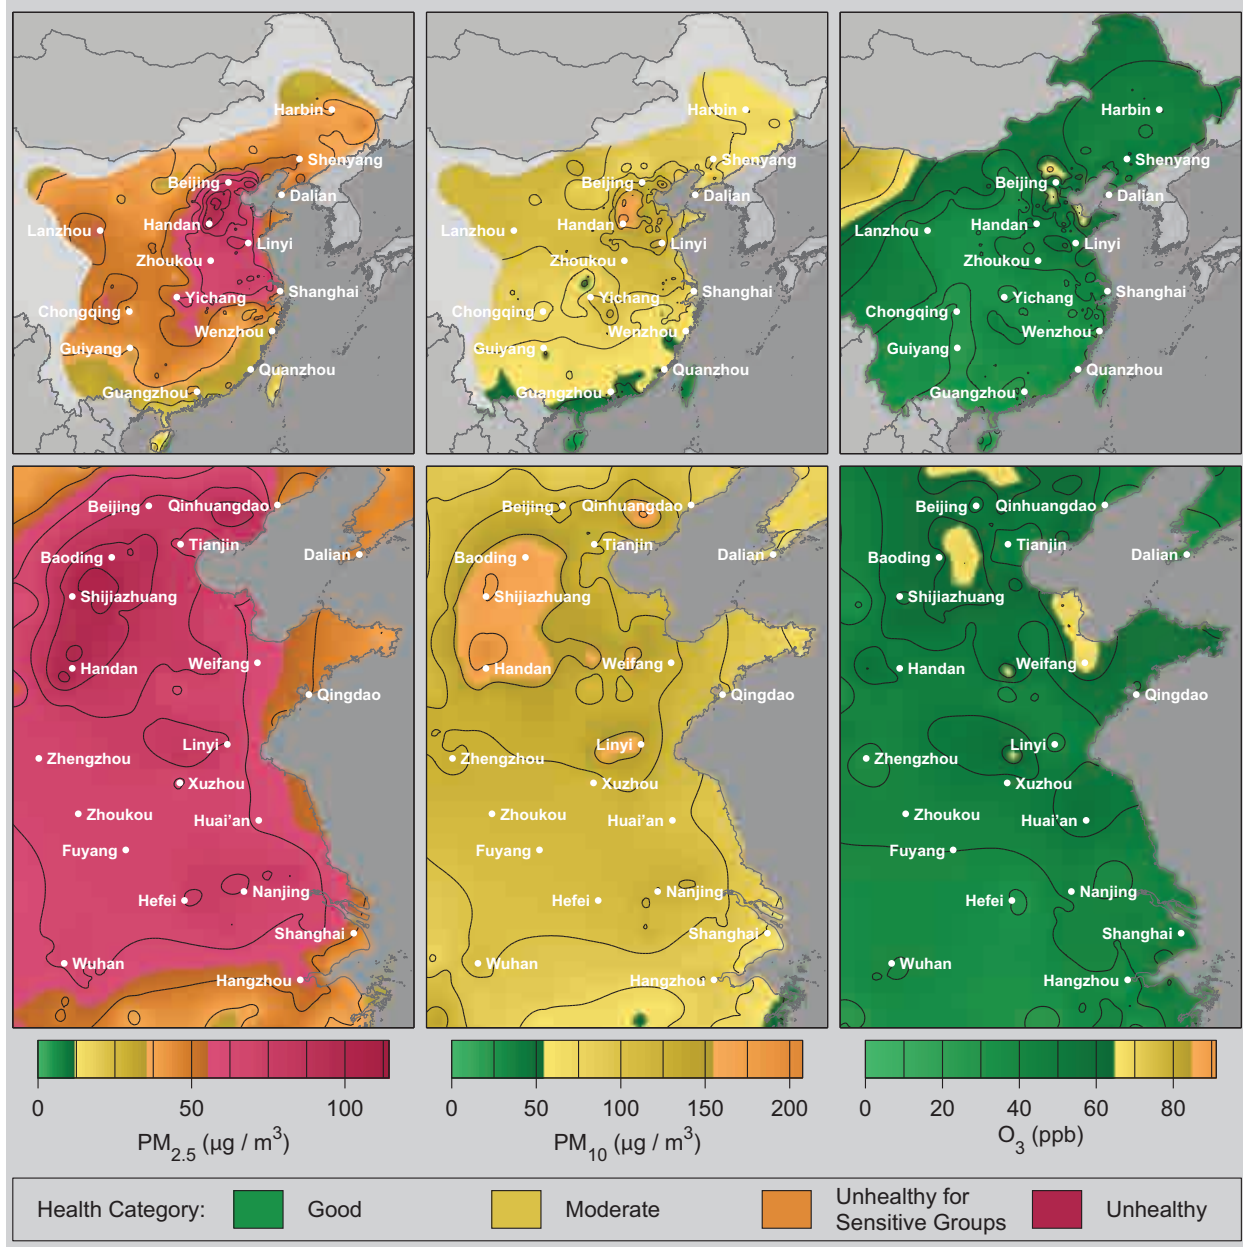 Harbin
Shenyang
Beijing
Dalian
Handan
Lanzhou
Linyi
Zhoukou
Yichang
Shanghai
Chongqing
Wenzhou
Guiyang
Quanzhou
Guangzhou
Harbin
Shenyang
Beijing
Dalian
Handan
Lanzhou
Linyi
Zhoukou
Yichang
Shanghai
Chongqing
Wenzhou
Guiyang
Quanzhou
Guangzhou
Harbin
Shenyang
Beijing
Dalian
Handan
Lanzhou
Linyi
Zhoukou
Yichang
Shanghai
Chongqing
Wenzhou
Guiyang
Quanzhou
Guangzhou
Beijing
Qinhuangdao
Tianjin
Baoding
Dalian
Shijiazhuang
Weifang
Handan
Qingdao
Linyi
Zhengzhou
Xuzhou
Zhoukou
Huai'an
Fuyang
Nanjing
Hefei
Shanghai
Wuhan
Hangzhou
Beijing
Qinhuangdao
Tianjin
Baoding
Dalian
Shijiazhuang
Weifang
Handan
Qingdao
Linyi
Zhengzhou
Xuzhou
Zhoukou
Huai'an
Fuyang
Nanjing
Hefei
Shanghai
Wuhan
Hangzhou
Beijing
Qinhuangdao
Tianjin
Baoding
Dalian
Shijiazhuang
Weifang
Handan
Qingdao
Linyi
Zhengzhou
Xuzhou
Zhoukou
Huai'an
Fuyang
Nanjing
Hefei
Shanghai
Wuhan
Hangzhou
0 50 100
PM2.5 (µg / m³)
0 50 100 150 200
PM10 (µg / m³)
0 20 40 60 80
O3 (ppb)
Health Category:
Good
Moderate
Unhealthy for
Sensitive Groups
Unhealthy